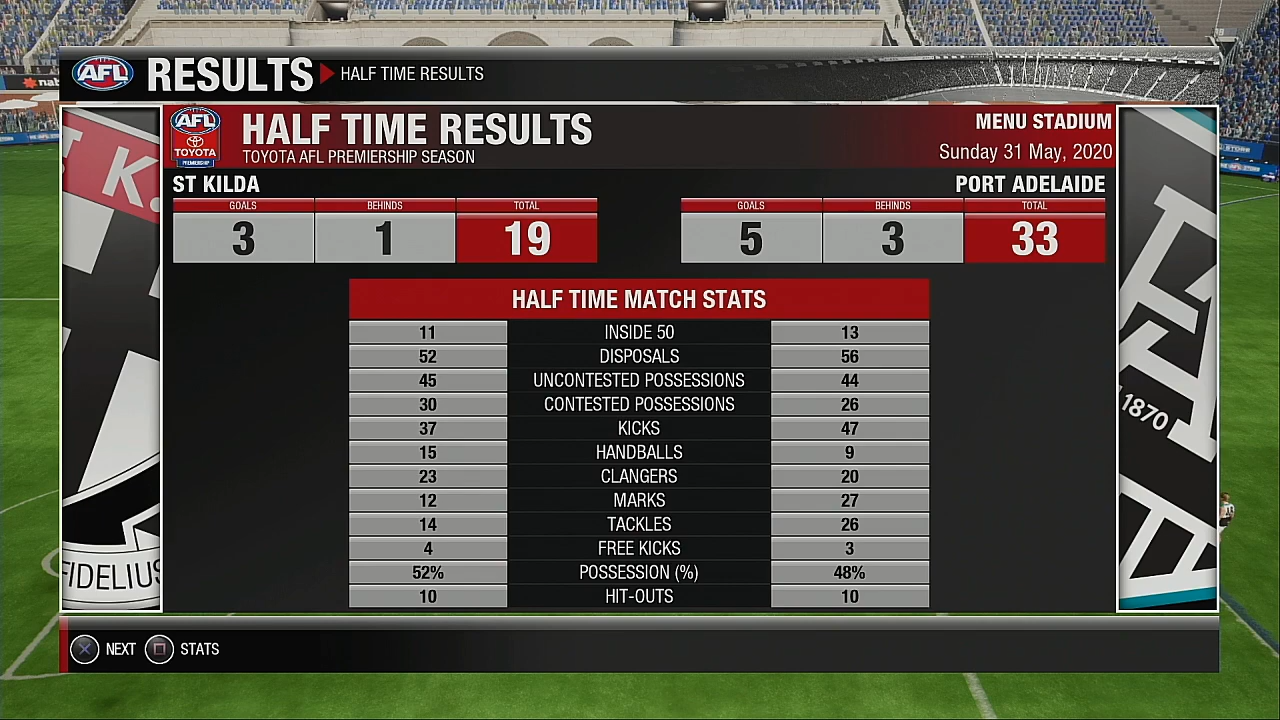 AFL RESULTS HALF TIME RESULTS
nab
AFL
TOYOTA
PREMIERSHIP
HALF TIME RESULTS
TOYOTA AFL PREMIERSHIP SEASON
MENU STADIUM
Sunday 31 May, 2020
ST KILDA
PORT ADELAIDE
GOALS BEHINDS TOTAL GOALS BEHINDS TOTAL
3 1 19 5 3 33
HALF TIME MATCH STATS
11 INSIDE 50 13
52 DISPOSALS 56
45 UNCONTESTED POSSESSIONS 44
30 CONTESTED POSSESSIONS 26
37 KICKS 47
15 HANDBALLS 9
23 CLANGERS 20
12 MARKS 27
14 TACKLES 26
4 FREE KICKS 3
52% POSSESSION (%) 48%
10 HIT-OUTS 10
K.
FIDELIUS
1870
NEXT STATS